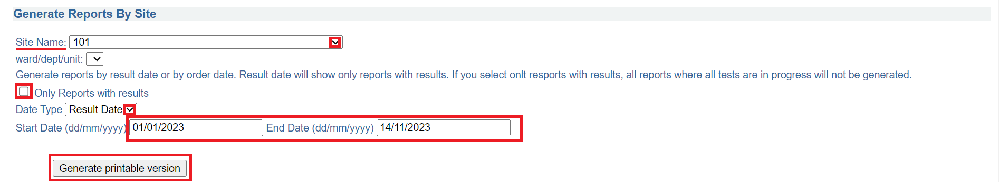 Generate Reports By Site
Site Name: 101
ward/dept/unit:
Generate reports by result date or by order date. Result date will show only reports with results. If you select onlt resports with results, all reports where all tests are in progress will not be generated.
Only Reports with results
Date Type Result Date
Start Date (dd/mm/yyyy) 01/01/2023 End Date (dd/mm/yyyy) 14/11/2023
Generate printable version